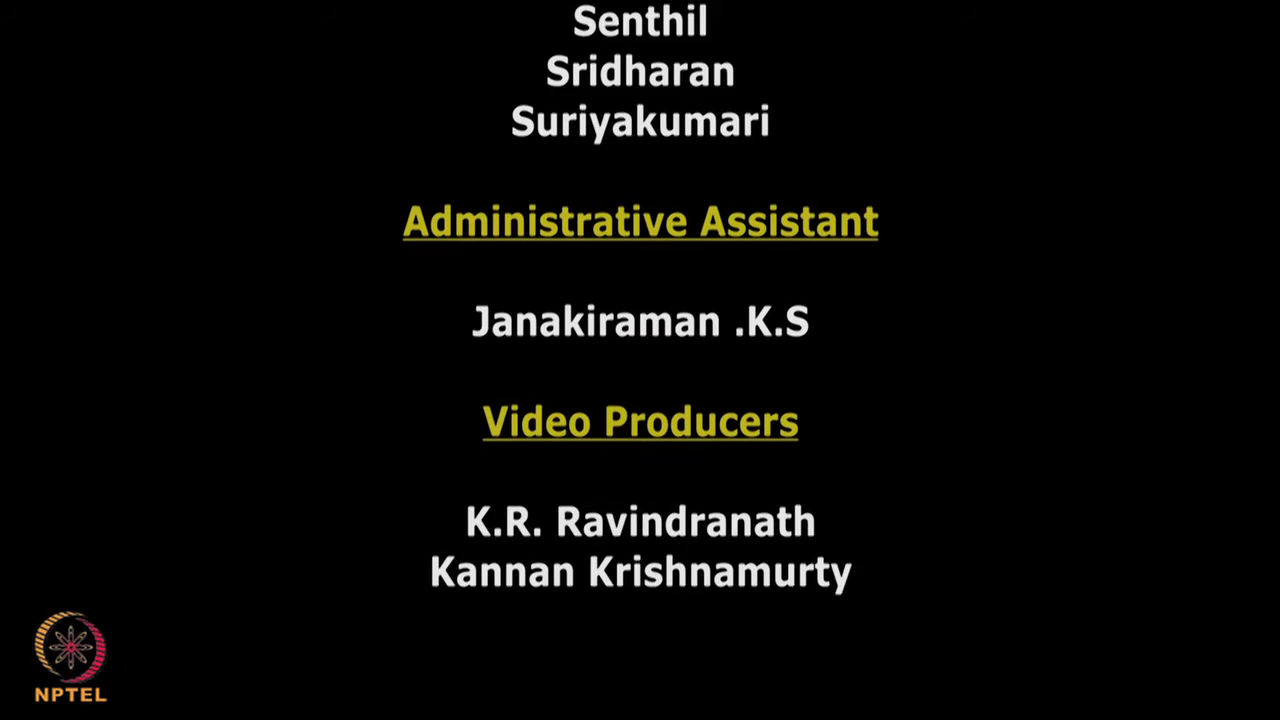 Senthil
Sridharan
Suriyakumari
Administrative Assistant
Janakiraman .K.S
Video Producers
K.R. Ravindranath
Kannan Krishnamurty
NPTEL